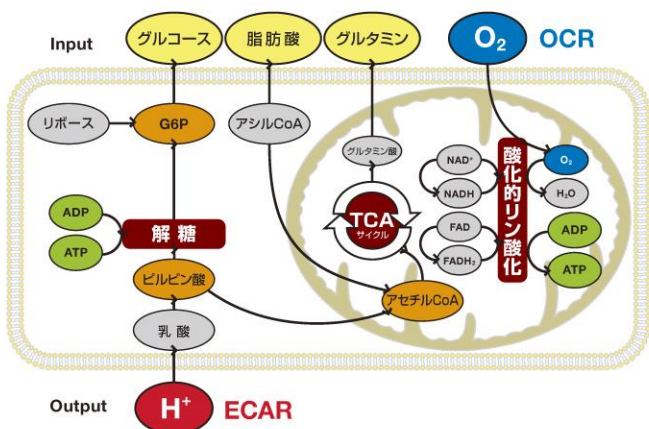 Input
グルコース
脂肪酸
グルタミン
O₂
OCR
リボース
G6P
アシルCoA
グルタミン酸
NAD⁺
NADH
FAD
FADH₂
酸化的リン酸化
O₂
H₂O
ADP
ATP
ADP
ATP
解糖
TCA
サイクル
ピルビン酸
アセチルCoA
乳酸
Output
H⁺
ECAR